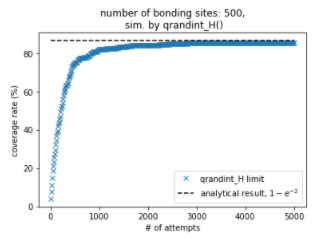 number of bonding sites: 500,
sim. by qrandint_H()
coverage rate (%)
80
60
40
20
0
qrandint_H limit
analytical result, 1 − e⁻²
0 1000 2000 3000 4000 5000
# of attempts